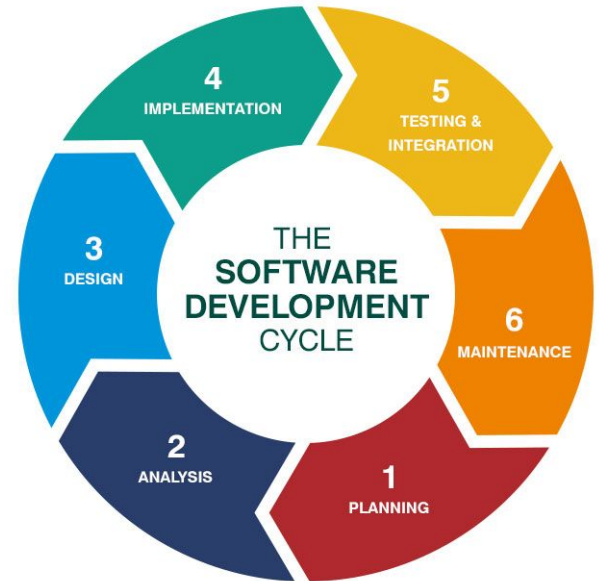 THE
SOFTWARE
DEVELOPMENT
CYCLE
1
PLANNING
2
ANALYSIS
3
DESIGN
4
IMPLEMENTATION
5
TESTING &
INTEGRATION
6
MAINTENANCE